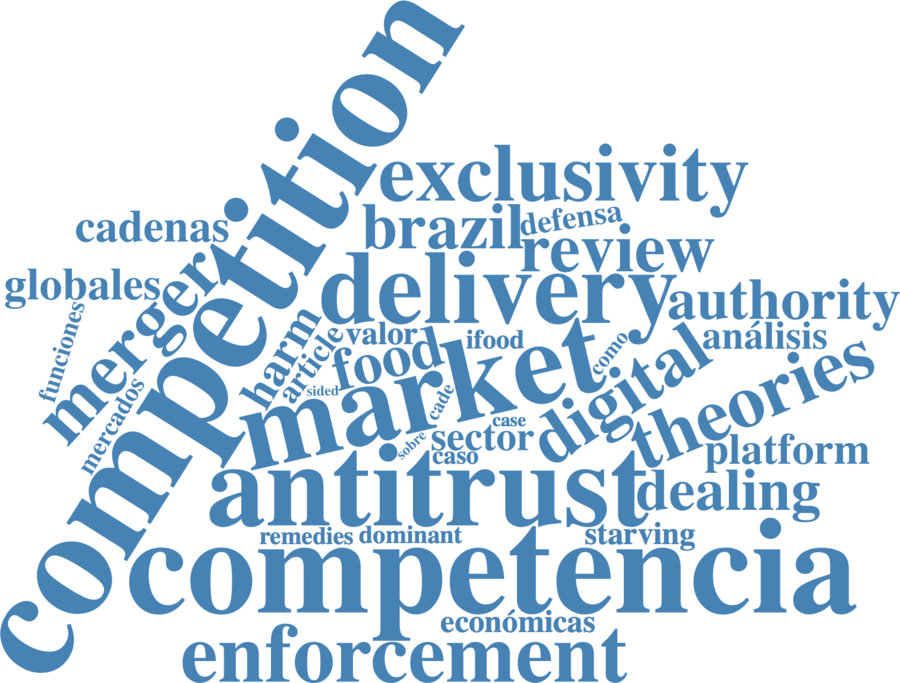 competition
exclusivity
cadenas
brazil
defensa
review
globales
merger
delivery
authority
funciones
harm
article
valor
ifood
food
market
como
digital
análisis
theories
mercados
sided
cade
case
sobre
sector
caso
platform
antitrust
dealing
remedies
dominant
starving
competencia
económicas
enforcement